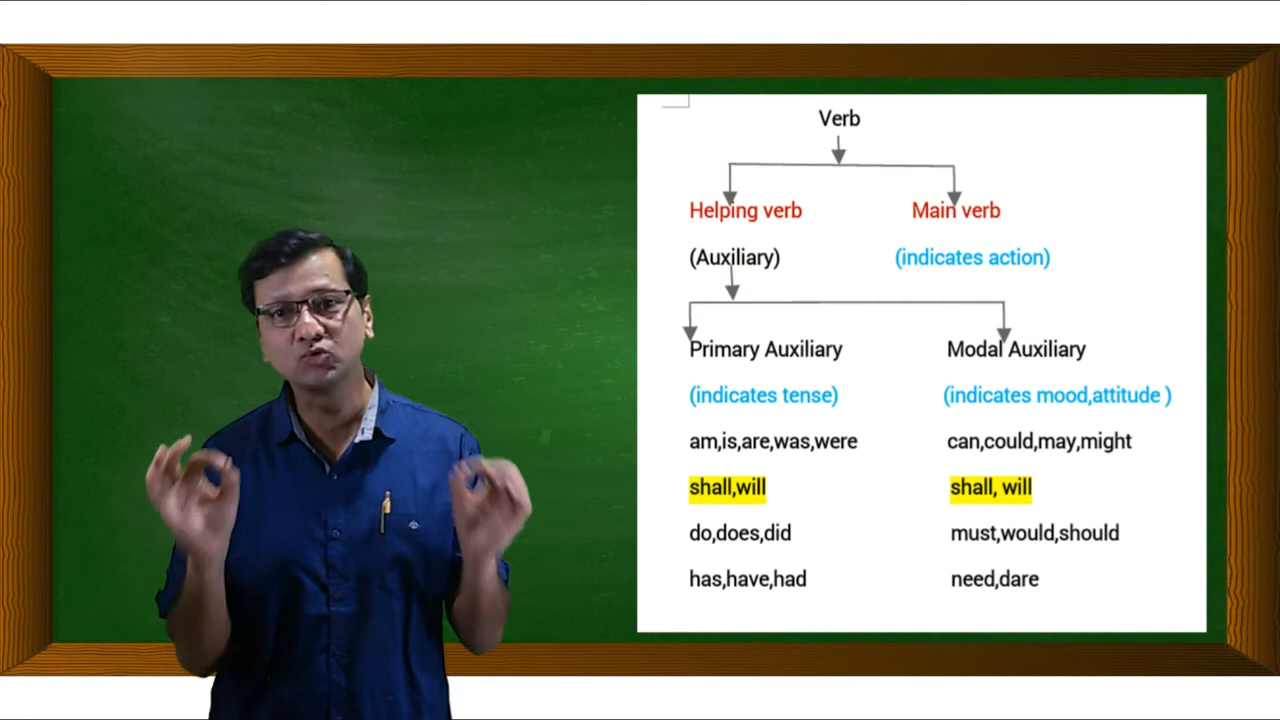 Verb
Helping verb Main verb
(Auxiliary) (indicates action)
Primary Auxiliary Modal Auxiliary
(indicates tense) (indicates mood,attitude )
am,is,are,was,were can,could,may,might
shall,will shall, will
do,does,did must,would,should
has,have,had need,dare